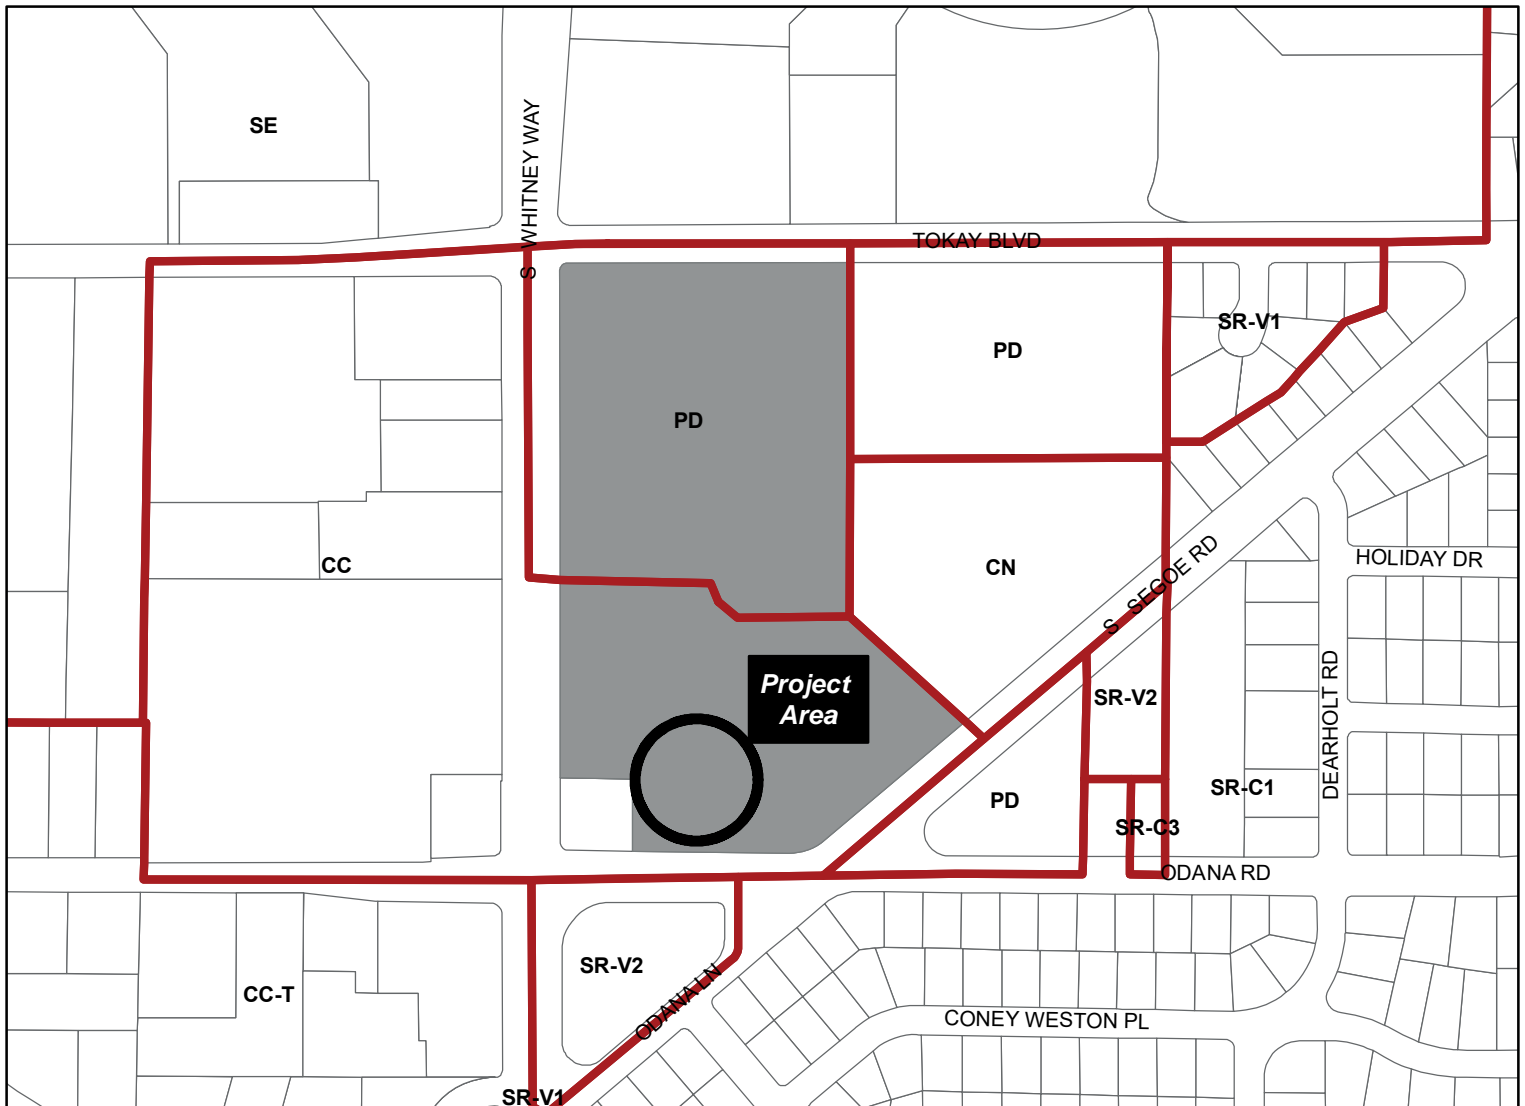 SE
S WHITNEY WAY
TOKAY BLVD
SR-V1
PD
PD
CC
CN
HOLIDAY DR
S SEGOE RD
Project
Area
SR-V2
DEARHOLT RD
SR-C1
PD
SR-C3
ODANA RD
SR-V2
CC-T
ODANA LN
CONEY WESTON PL
SR-V1